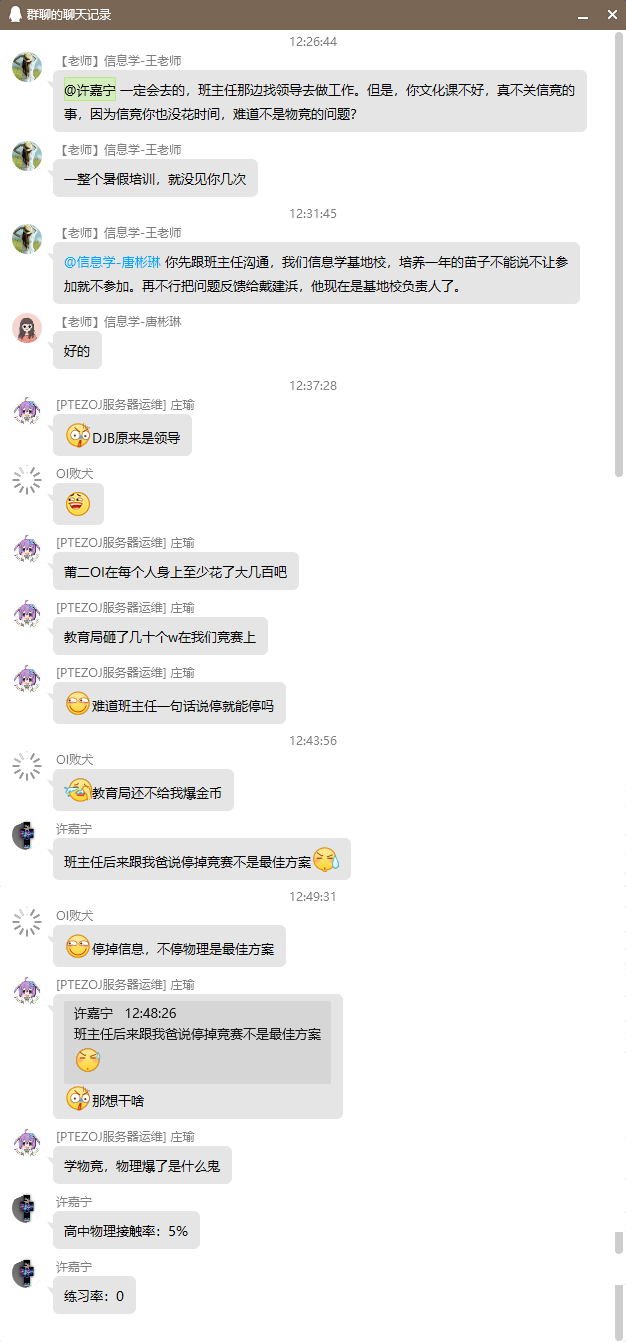 群聊的聊天记录
12:26:44
【老师】信息学-王老师
@许嘉宁 一定会去的，班主任那边找领导去做工作。但是，你文化课不好，真不关信竞的
事，因为信竞你也没花时间，难道不是物竞的问题?
【老师】信息学-王老师
一整个暑假培训，就没见你几次
12:31:45
【老师】信息学-王老师
@信息学-唐彬琳 你先跟班主任沟通，我们信息学基地校，培养一年的苗子不能说不让参
加就不参加。再不行把问题反馈给戴建浜，他现在是基地校负责人了。
【老师】信息学-唐彬琳
好的
12:37:28
[PTEZOJ服务器运维] 庄瑜
DJB原来是领导
OI败犬
[PTEZOJ服务器运维] 庄瑜
莆二OI在每个人身上至少花了大几百吧
[PTEZOJ服务器运维] 庄瑜
教育局砸了几十个w在我们竞赛上
[PTEZOJ服务器运维] 庄瑜
难道班主任一句话说停就能停吗
12:43:56
OI败犬
教育局还不给我爆金币
许嘉宁
班主任后来跟我爸说停掉竞赛不是最佳方案
12:49:31
OI败犬
停掉信息，不停物理是最佳方案
[PTEZOJ服务器运维] 庄瑜
许嘉宁 12:48:26
班主任后来跟我爸说停掉竞赛不是最佳方案
那想干啥
[PTEZOJ服务器运维] 庄瑜
学物竞，物理爆了是什么鬼
许嘉宁
高中物理接触率：5%
许嘉宁
练习率：0